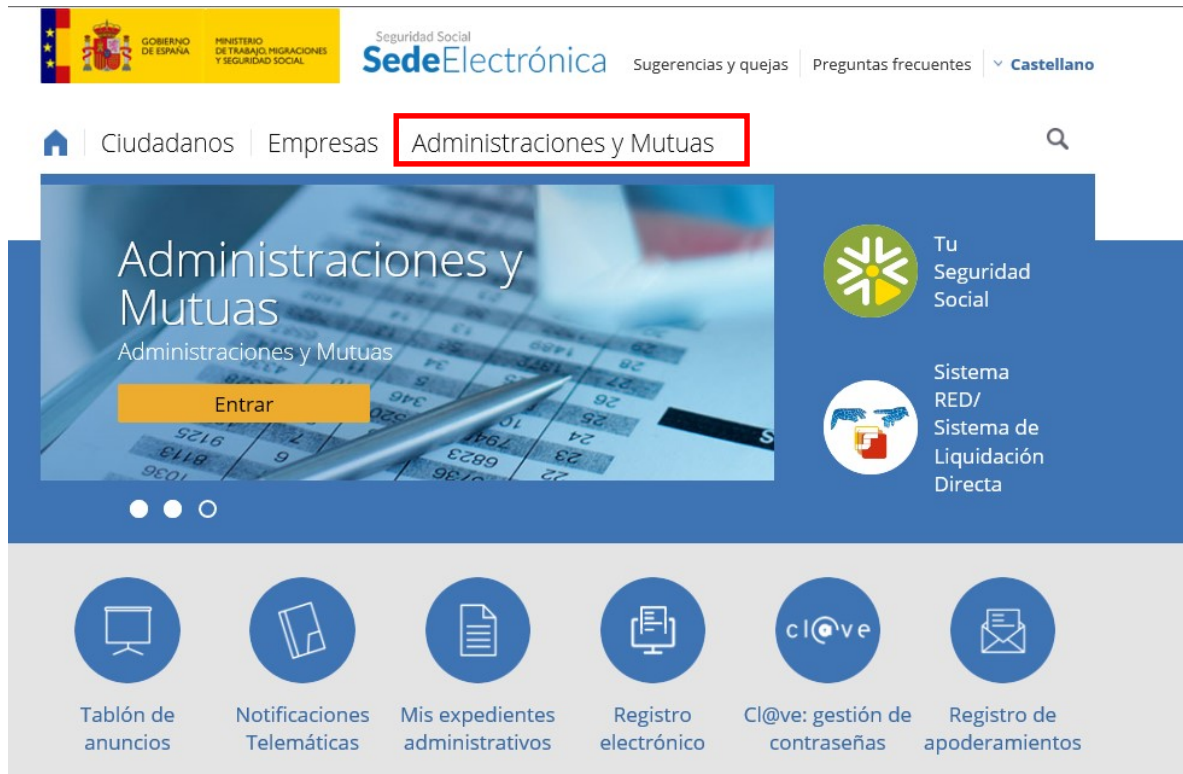 GOBIERNO
DE ESPAÑA
MINISTERIO
DE TRABAJO, MIGRACIONES
Y SEGURIDAD SOCIAL
Seguridad Social
SedeElectrónica
Sugerencias y quejas
Preguntas frecuentes
Castellano
Ciudadanos
Empresas
Administraciones y Mutuas
Administraciones y
Mutuas
Administraciones y Mutuas
Entrar
Tu
Seguridad
Social
Sistema
RED/
Sistema de
Liquidación
Directa
cl@ve
Tablón de
anuncios
Notificaciones
Telemáticas
Mis expedientes
administrativos
Registro
electrónico
Cl@ve: gestión de
contraseñas
Registro de
apoderamientos